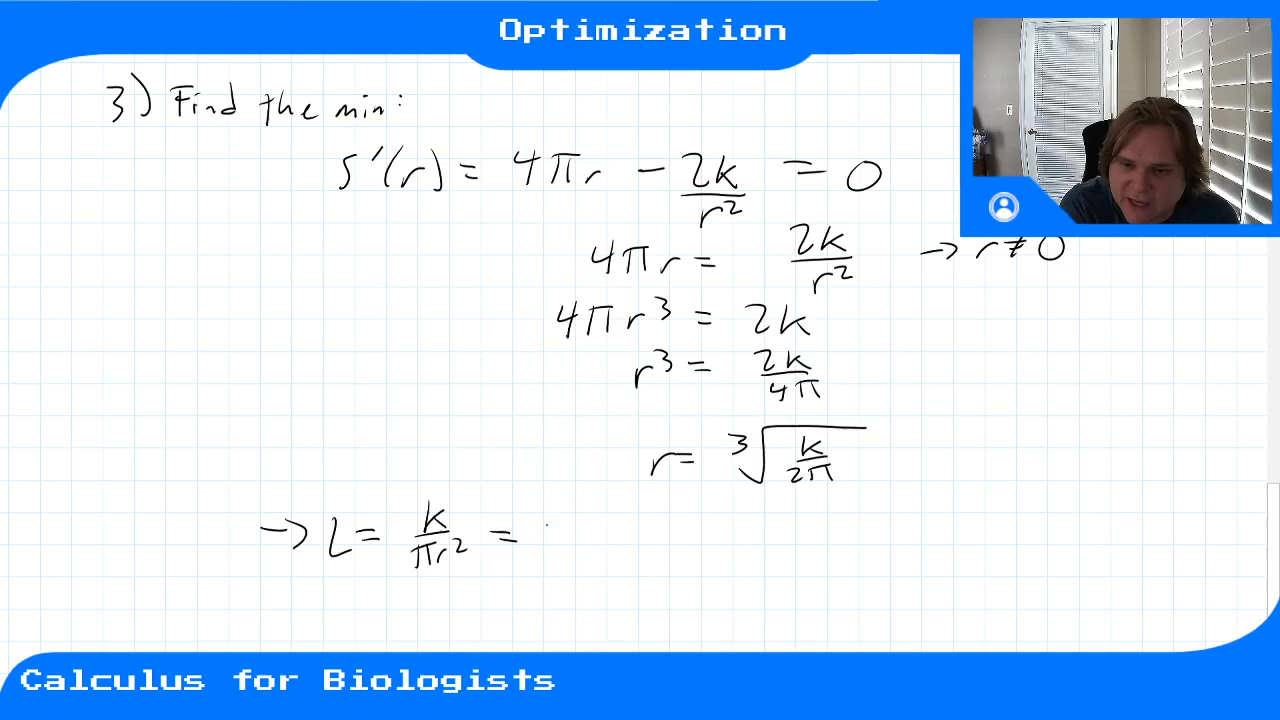 Optimization
3) Find the min:
S'(r) = 4πr - 2k/r² = 0
4πr = 2k/r² → r ≠ 0
4πr³ = 2k
r³ = 2k/4π
r = ³√(k/2π)
→ L = k/πr² =
Calculus for Biologists